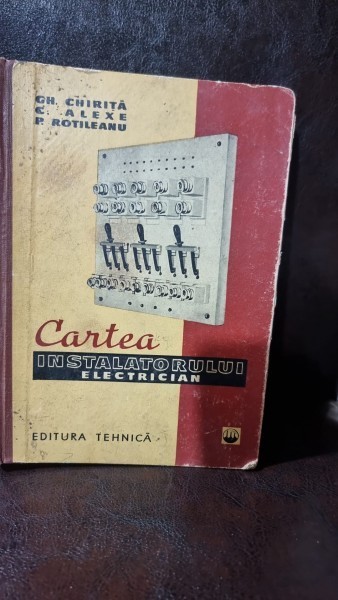 GH. CHIRIȚĂ
C. ALEXE
P. ROTILEANU
Cartea
INSTALATORULUI
ELECTRICIAN
EDITURA TEHNICĂ